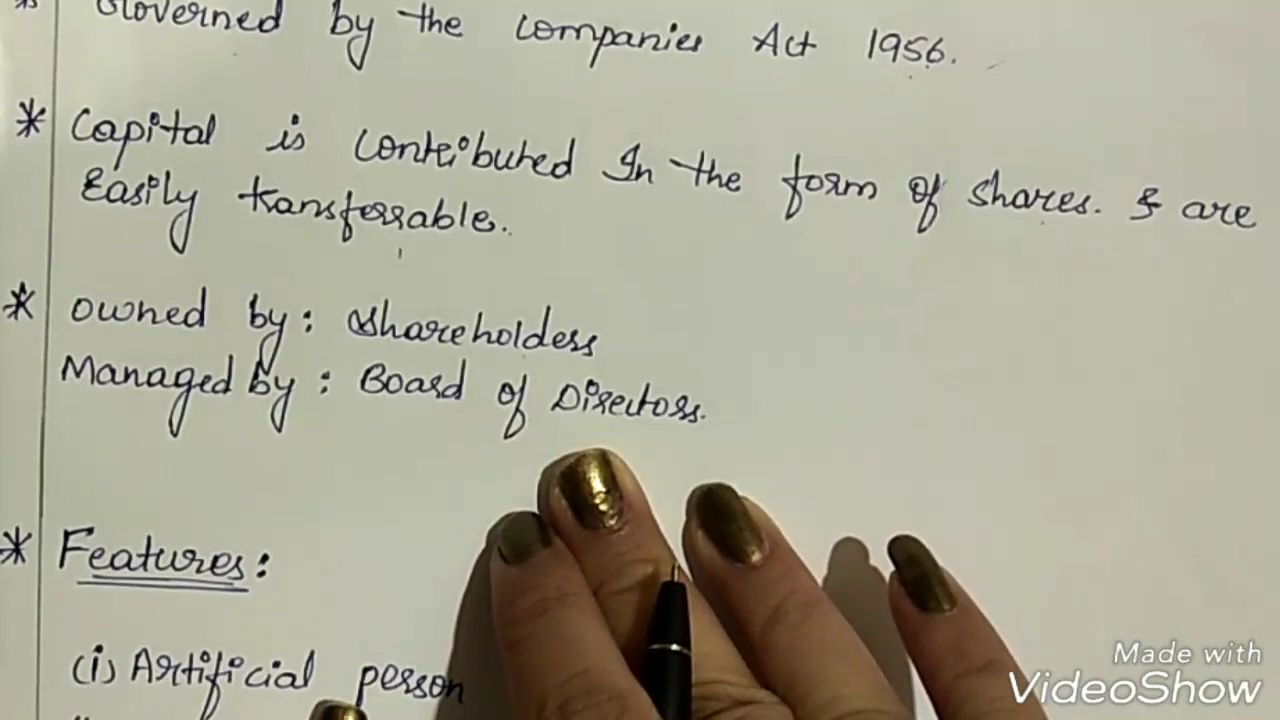 * Governed by the Companies Act 1956.
* Capital is contributed In the form of shares. & are
Easily transferrable.
* Owned by : Shareholders
Managed by : Board of Directors.
* Features :
(i) Artificial person
Made with
VideoShow